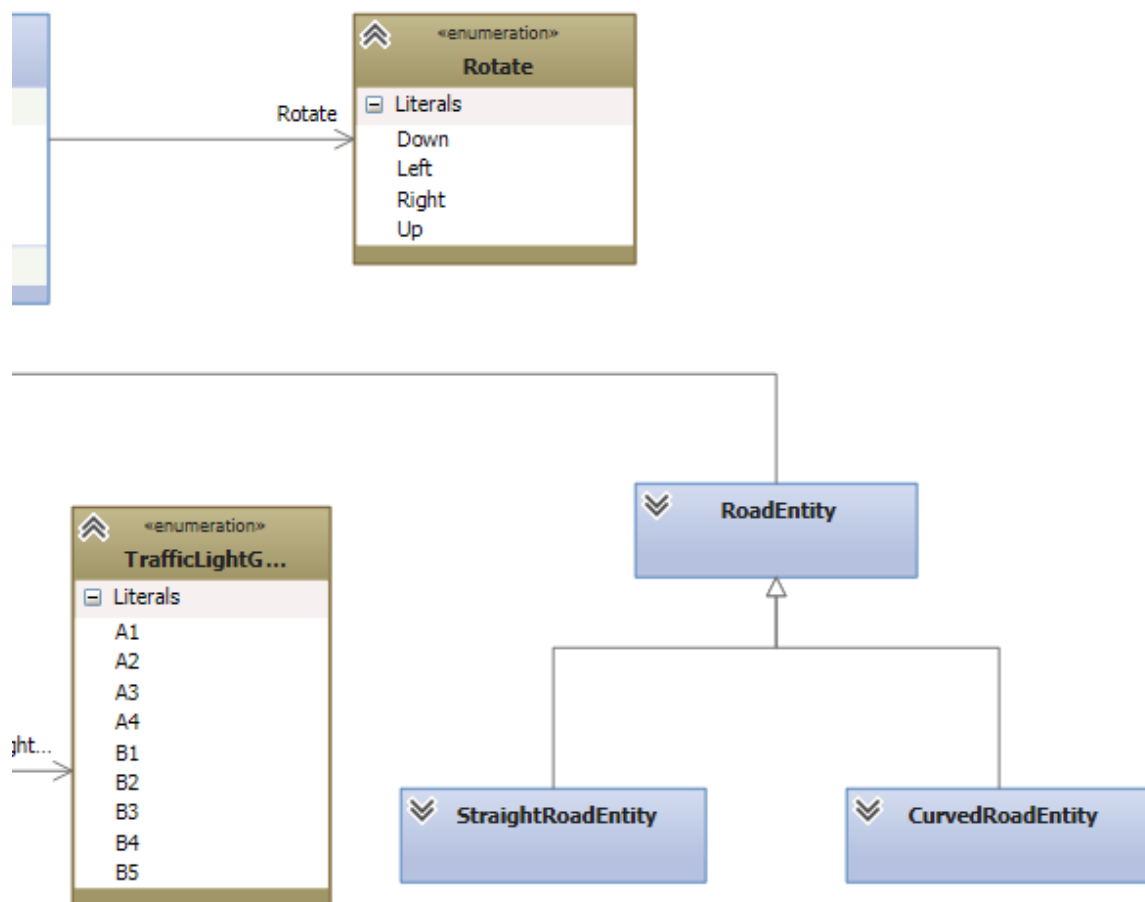 «enumeration»
Rotate
Rotate
Literals
Down
Left
Right
Up
RoadEntity
«enumeration»
TrafficLightG...
Literals
A1
A2
A3
A4
ght...
B1
B2
B3
B4
B5
StraightRoadEntity
CurvedRoadEntity